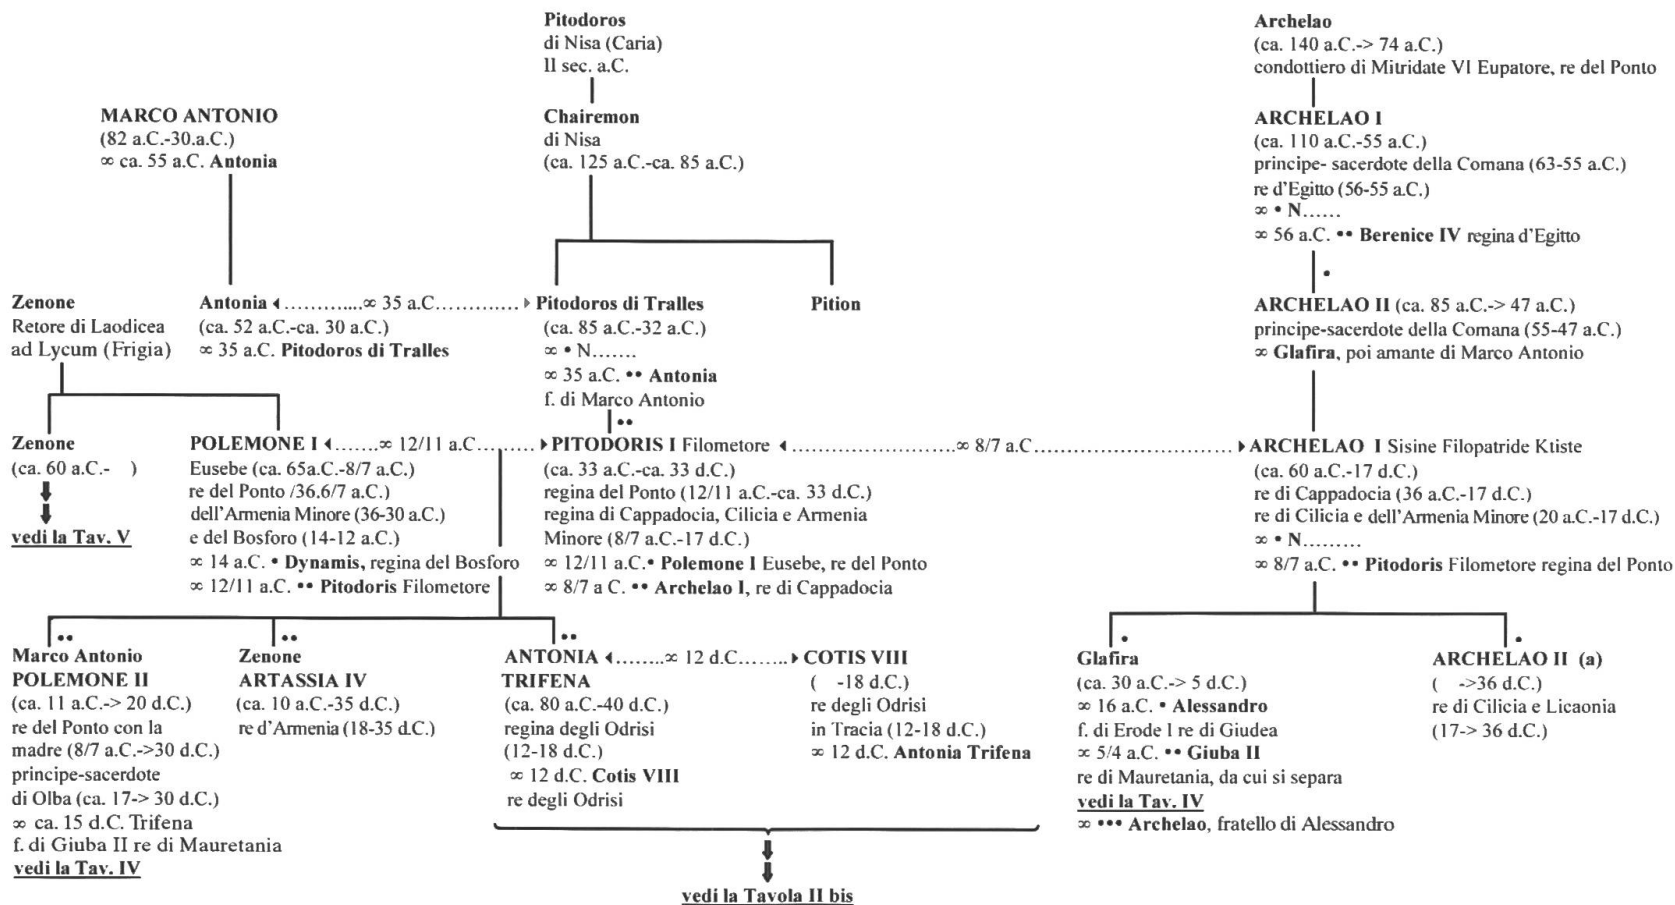 Pitodoros
di Nisa (Caria)
II sec. a.C.
Archelao
(ca. 140 a.C.-> 74 a.C.)
condottiero di Mitridate VI Eupatore, re del Ponto
MARCO ANTONIO
(82 a.C.-30.a.C.)
∞ ca. 55 a.C. Antonia
Chairemon
di Nisa
(ca. 125 a.C.-ca. 85 a.C.)
ARCHELAO I
(ca. 110 a.C.-55 a.C.)
principe- sacerdote della Comana (63-55 a.C.)
re d'Egitto (56-55 a.C.)
∞ • N......
∞ 56 a.C. •• Berenice IV regina d'Egitto
•
Zenone
Retore di Laodicea
ad Lycum (Frigia)
Antonia ◂............∞ 35 a.C.......... ▸ Pitodoros di Tralles
(ca. 52 a.C.-ca. 30 a.C.)
∞ 35 a.C. Pitodoros di Tralles
(ca. 85 a.C.-32 a.C.)
∞ • N.......
∞ 35 a.C. •• Antonia
f. di Marco Antonio
••
Pition
ARCHELAO II (ca. 85 a.C.-> 47 a.C.)
principe-sacerdote della Comana (55-47 a.C.)
∞ Glafira, poi amante di Marco Antonio
Zenone
(ca. 60 a.C.- )
vedi la Tav. V
POLEMONE I ◂......∞ 12/11 a.C.........▸ PITODORIS I Filometore ◂......................∞ 8/7 a.C..............................▸ ARCHELAO I Sisine Filopatride Ktiste
Eusebe (ca. 65a.C.-8/7 a.C.)
re del Ponto /36.6/7 a.C.)
dell'Armenia Minore (36-30 a.C.)
e del Bosforo (14-12 a.C.)
∞ 14 a.C. • Dynamis, regina del Bosforo
∞ 12/11 a.C. •• Pitodoris Filometore
(ca. 33 a.C.-ca. 33 d.C.)
regina del Ponto (12/11 a.C.-ca. 33 d.C.)
regina di Cappadocia, Cilicia e Armenia
Minore (8/7 a.C.-17 d.C.)
∞ 12/11 a.C.• Polemone I Eusebe, re del Ponto
∞ 8/7 a C. •• Archelao I, re di Cappadocia
(ca. 60 a.C.-17 d.C.)
re di Cappadocia (36 a.C.-17 d.C.)
re di Cilicia e dell'Armenia Minore (20 a.C.-17 d.C.)
∞ • N.........
∞ 8/7 a.C. •• Pitodoris Filometore regina del Ponto
••
Marco Antonio
POLEMONE II
(ca. 11 a.C.-> 20 d.C.)
re del Ponto con la
madre (8/7 a.C.->30 d.C.)
principe-sacerdote
di Olba (ca. 17-> 30 d.C.)
∞ ca. 15 d.C. Trifena
f. di Giuba II re di Mauretania
vedi la Tav. IV
••
Zenone
ARTASSIA IV
(ca. 10 a.C.-35 d.C.)
re d'Armenia (18-35 d.C.)
••
ANTONIA ◂........∞ 12 d.C.......▸ COTIS VIII
TRIFENA
(ca. 80 a.C.-40 d.C.)
regina degli Odrisi
(12-18 d.C.)
∞ 12 d.C. Cotis VIII
re degli Odrisi
( -18 d.C.)
re degli Odrisi
in Tracia (12-18 d.C.)
∞ 12 d.C. Antonia Trifena
vedi la Tavola II bis
•
Glafira
(ca. 30 a.C.-> 5 d.C.)
∞ 16 a.C. • Alessandro
f. di Erode I re di Giudea
∝ 5/4 a.C. •• Giuba II
re di Mauretania, da cui si separa
vedi la Tav. IV
∞ ••• Archelao, fratello di Alessandro
•
ARCHELAO II (a)
( ->36 d.C.)
re di Cilicia e Licaonia
(17-> 36 d.C.)